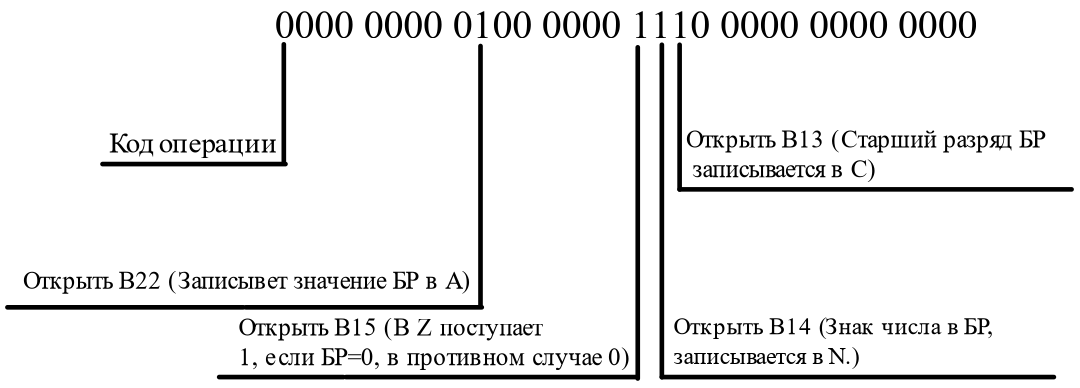 0000 0000 0100 0000 1110 0000 0000 0000
Код операции
Открыть В13 (Старший разряд БР
записывается в С)
Открыть В22 (Записывет значение БР в А)
Открыть В15 (В Z поступает
1, если БР=0, в противном случае 0)
Открыть В14 (Знак числа в БР,
записывается в N.)